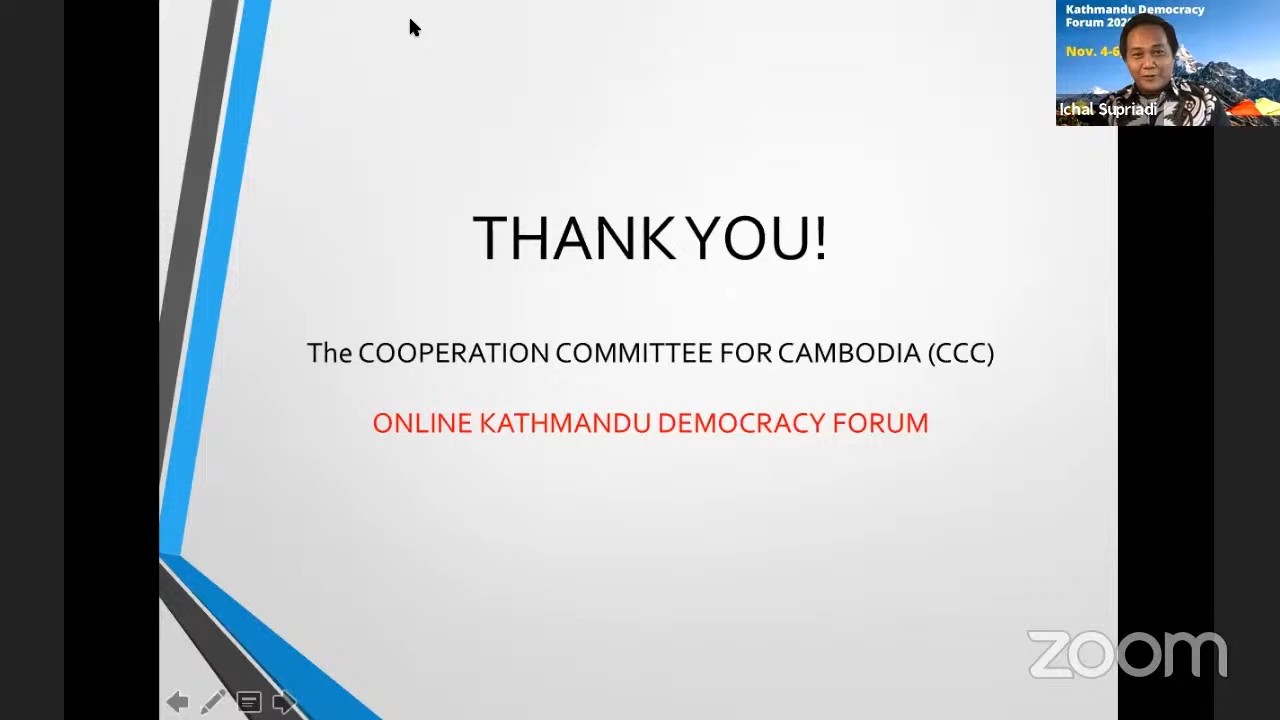 Kathmandu Democracy
Forum 202
Nov. 4-6
Ichal Supriadi
THANK YOU!
The COOPERATION COMMITTEE FOR CAMBODIA (CCC)
ONLINE KATHMANDU DEMOCRACY FORUM
zoom